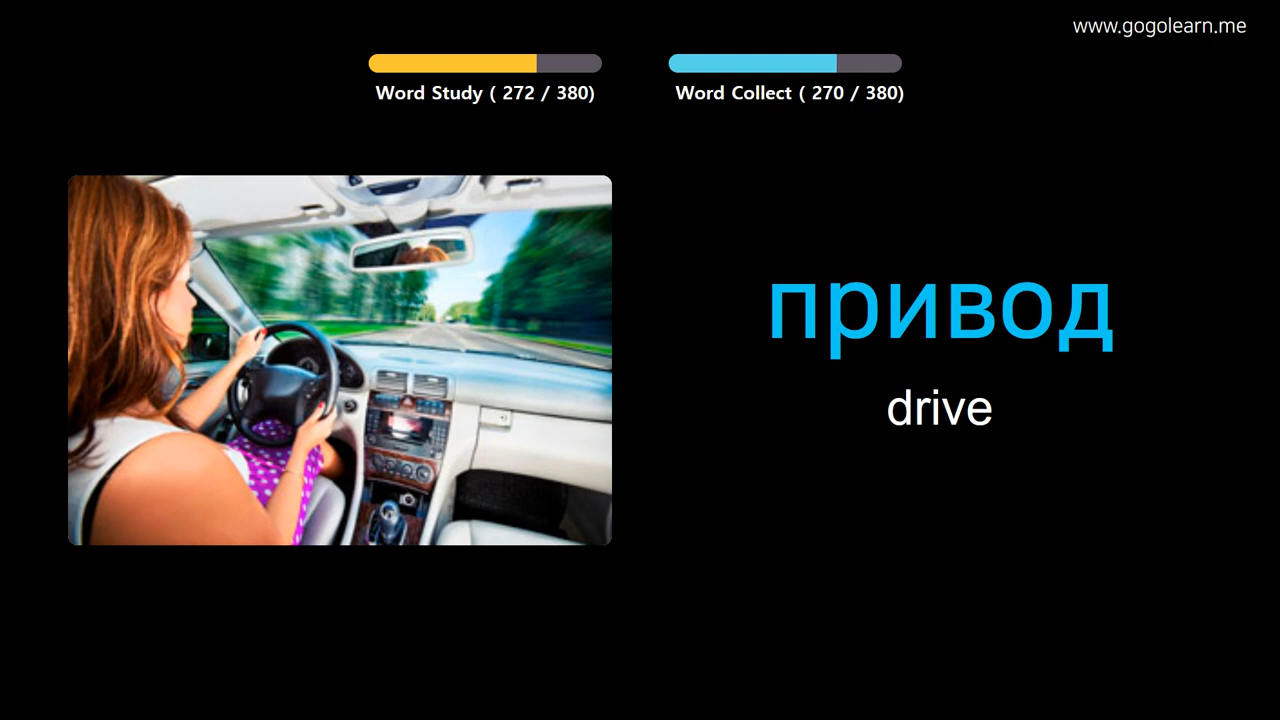 www.gogolearn.me
Word Study ( 272 / 380)
Word Collect ( 270 / 380)
привод
drive